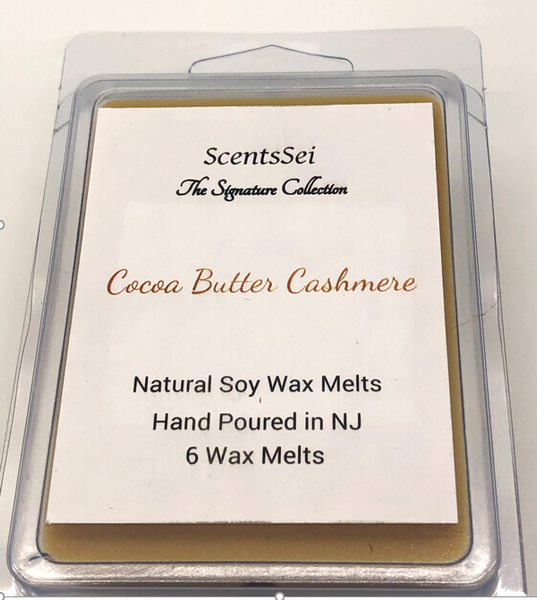 ScentsSei
The Signature Collection
Cocoa Butter Cashmere
Natural Soy Wax Melts
Hand Poured in NJ
6 Wax Melts